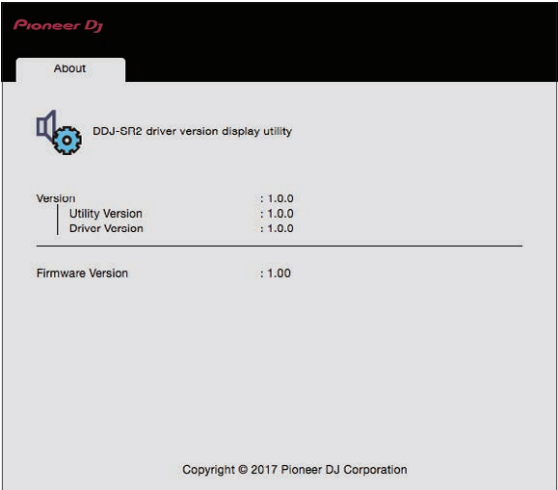 Pioneer Dj
About
DDJ-SR2 driver version display utility
Version : 1.0.0
Utility Version : 1.0.0
Driver Version : 1.0.0
Firmware Version : 1.00
Copyright © 2017 Pioneer DJ Corporation